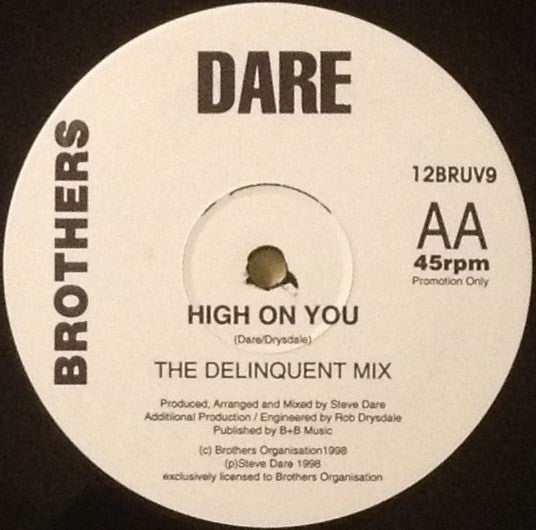 DARE
BROTHERS
12BRUV9
AA
45rpm
Promotion Only
HIGH ON YOU
(Dare/Drysdale)
THE DELINQUENT MIX
Produced, Arranged and Mixed by Steve Dare
Additiional Production / Engineered by Rob Drysdale
Published by B+B Music
(c) Brothers Organisation1998
(p)Steve Dare 1998
exclusively licensed to Brothers Organisation